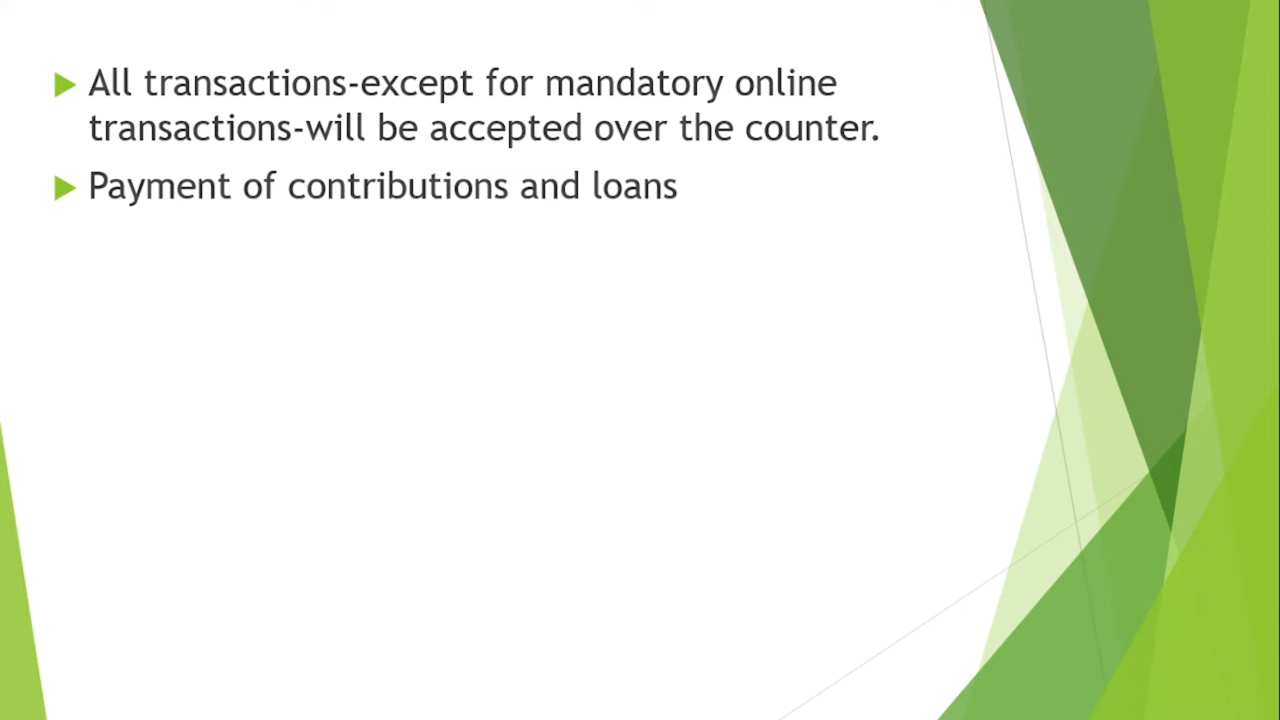 All transactions-except for mandatory online
transactions-will be accepted over the counter.
Payment of contributions and loans